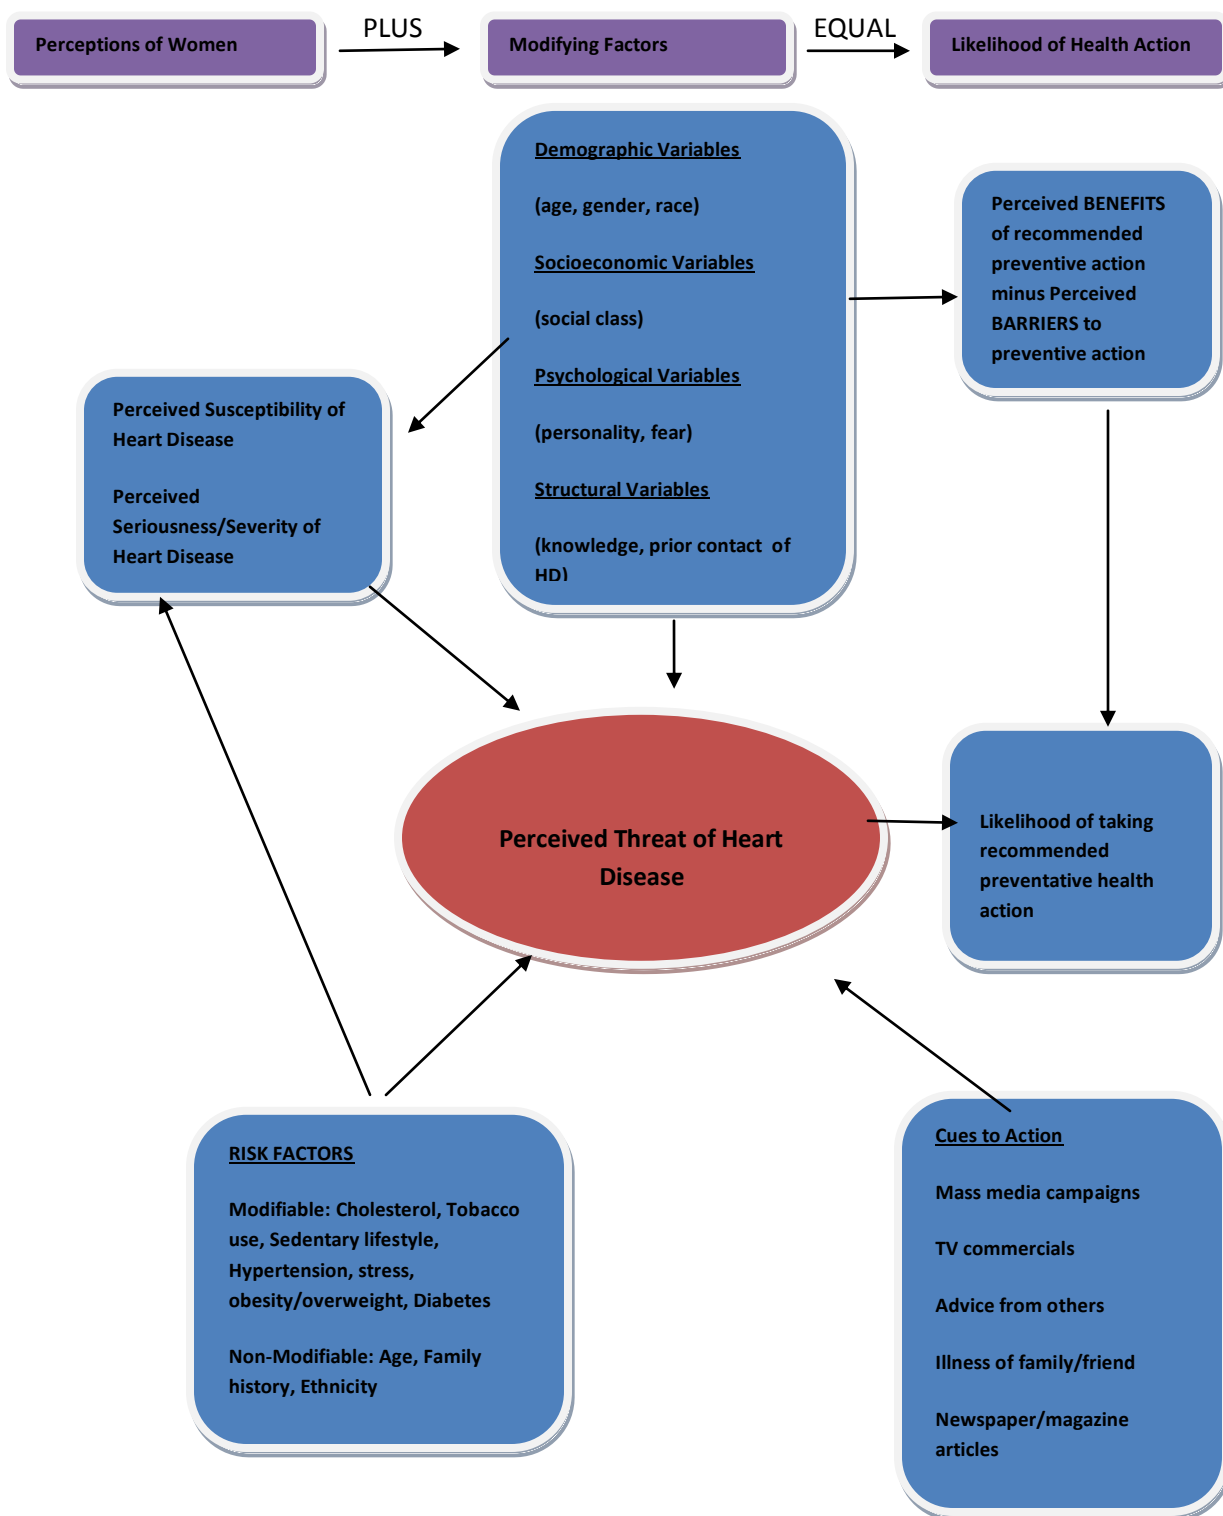 Perceptions of Women
PLUS
Modifying Factors
EQUAL
Likelihood of Health Action
Demographic Variables
(age, gender, race)
Socioeconomic Variables
(social class)
Psychological Variables
(personality, fear)
Structural Variables
(knowledge, prior contact  of
HD)
Perceived BENEFITS
of recommended
preventive action
minus Perceived
BARRIERS to
preventive action
Perceived Susceptibility of
Heart Disease
Perceived
Seriousness/Severity of
Heart Disease
Perceived Threat of Heart
Disease
Likelihood of taking
recommended
preventative health
action
RISK FACTORS
Modifiable: Cholesterol, Tobacco
use, Sedentary lifestyle,
Hypertension, stress,
obesity/overweight, Diabetes
Non-Modifiable: Age, Family
history, Ethnicity
Cues to Action
Mass media campaigns
TV commercials
Advice from others
Illness of family/friend
Newspaper/magazine
articles